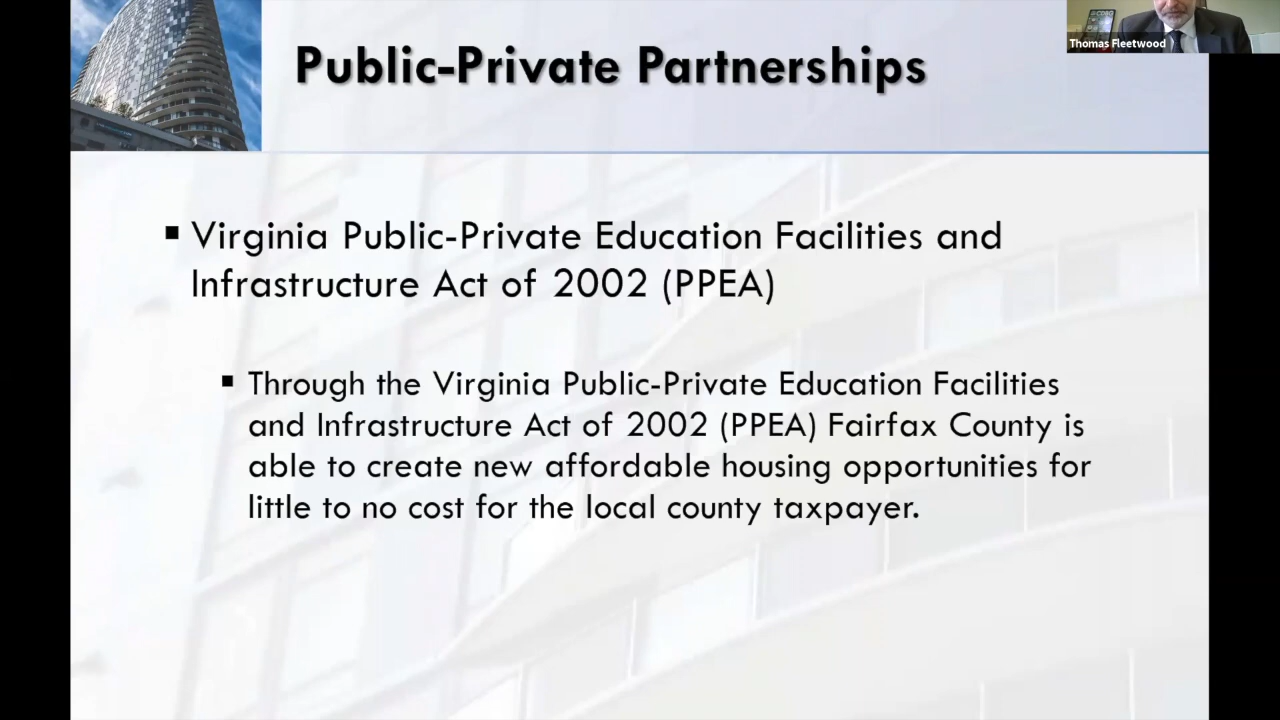 Public-Private Partnerships
Thomas Fleetwood
▪ Virginia Public-Private Education Facilities and
Infrastructure Act of 2002 (PPEA)
▪ Through the Virginia Public-Private Education Facilities
and Infrastructure Act of 2002 (PPEA) Fairfax County is
able to create new affordable housing opportunities for
little to no cost for the local county taxpayer.